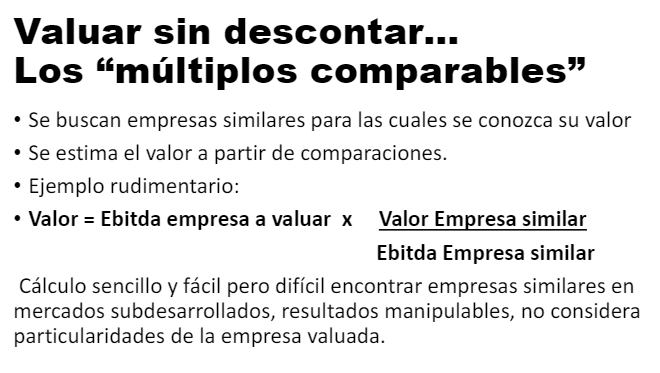 Valuar sin descontar...
Los “múltiplos comparables”
• Se buscan empresas similares para las cuales se conozca su valor
• Se estima el valor a partir de comparaciones.
• Ejemplo rudimentario:
• Valor = Ebitda empresa a valuar x Valor Empresa similar
Ebitda Empresa similar
Cálculo sencillo y fácil pero difícil encontrar empresas similares en
mercados subdesarrollados, resultados manipulables, no considera
particularidades de la empresa valuada.